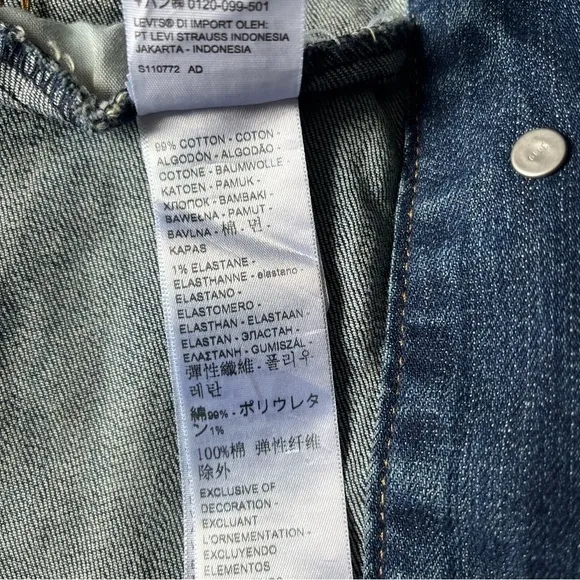 パン㈱ 0120-099-501
LEVI'S® DI IMPORT OLEH:
PT LEVI STRAUSS INDONESIA
JAKARTA - INDONESIA
S110772 AD
99% COTTON - COTON -
ALGODÓN - ALGODÃO -
COTONE - BAUMWOLLE -
KATOEN - PAMUK -
ХЛОПОК - ΒΑΜΒΑΚΙ -
BAWEŁNA - PAMUT -
BAVLNA - 棉 - 면 -
KAPAS
1% ELASTANE -
ELASTHANNE - elastano -
ELASTANO -
ELASTOMERO -
ELASTHAN - ELASTAAN -
ELASTAN - ЭЛАСТАН -
ΕΛΑΣΤΑΝΗ - GUMISZÁL -
彈性纖維 - 폴리우
레탄
綿99% - ポリウレタ
ン1%
100%棉 弹性纤维
除外
EXCLUSIVE OF
DECORATION -
EXCLUANT
L'ORNEMENTATION -
EXCLUYENDO
ELEMENTOS